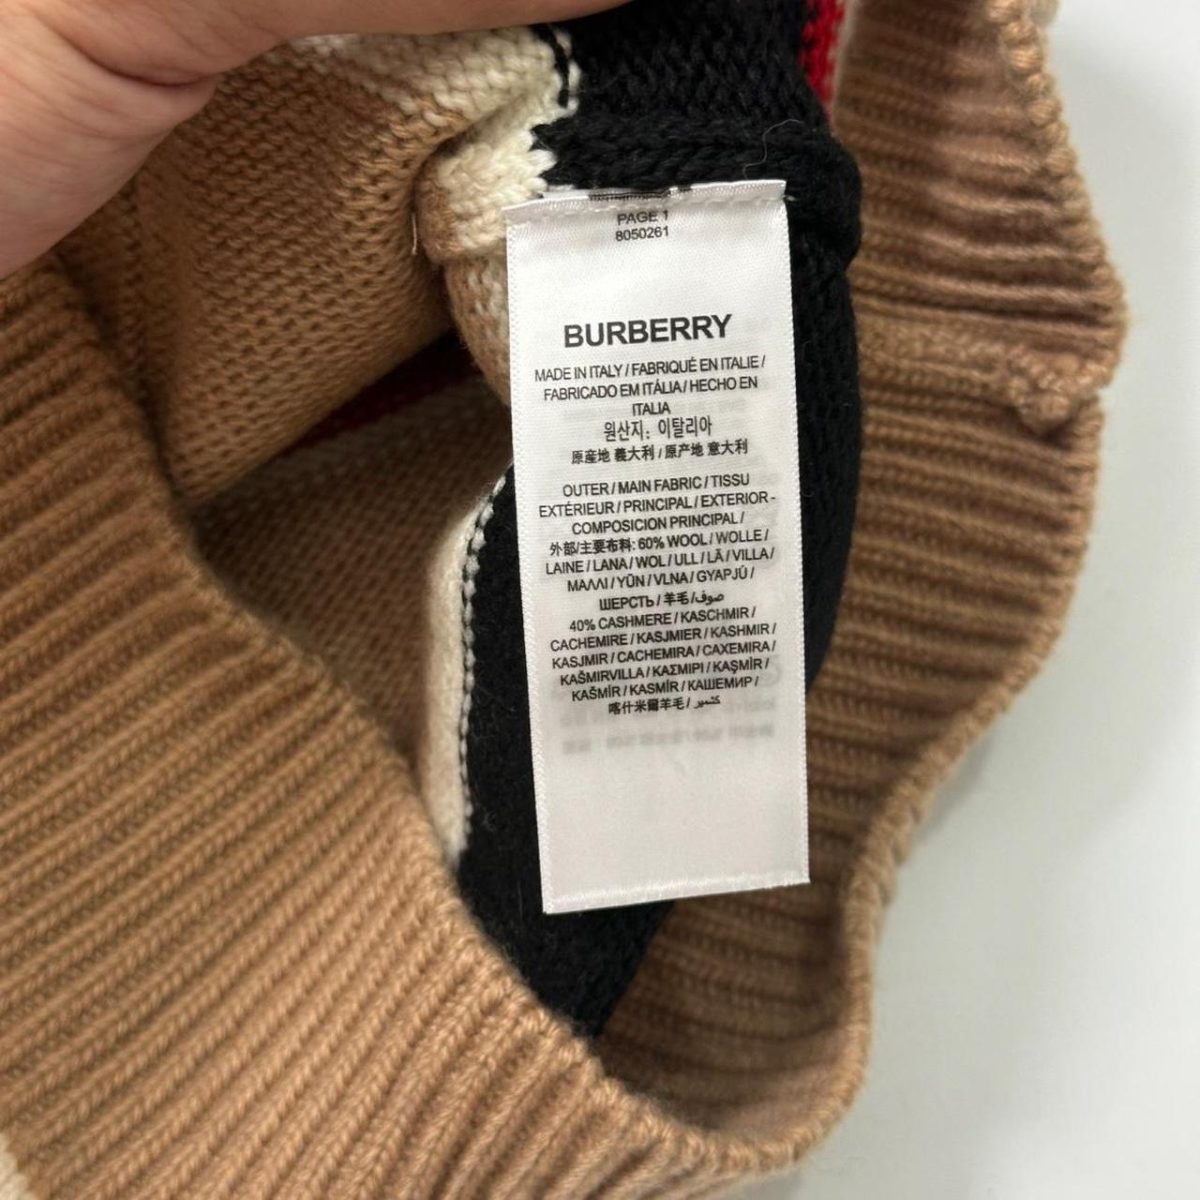 PAGE 1
8050261
BURBERRY
MADE IN ITALY / FABRIQUÉ EN ITALIE /
FABRICADO EM ITÁLIA / HECHO EN
ITALIA
원산지: 이탈리아
原産地 義大利 / 原产地 意大利
OUTER / MAIN FABRIC / TISSU
EXTÉRIEUR / PRINCIPAL / EXTERIOR -
COMPOSICION PRINCIPAL /
外部/主要布料: 60% WOOL / WOLLE /
LAINE / LANA / WOL / ULL / LÃ / VILLA /
ΜΑΛΛΙ / YÜN / VLNA / GYAPJÚ /
ШЕРСТЬ / 羊毛 / صوف
40% CASHMERE / KASCHMIR /
CACHEMIRE / KASJMIER / KASHMIR /
KASJMIR / CACHEMIRA / CAXEMIRA /
KAŠMIRVILLA / ΚΑΣΜΙΡΙ / KAŞMİR /
KAŠMÍR / KASMÍR / КАШЕМИР /
喀什米爾羊毛 / كشمير